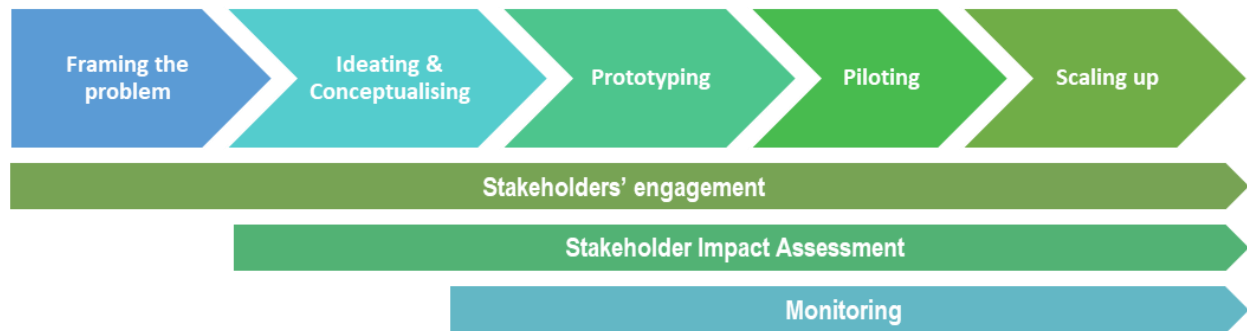 Framing the
problem
Ideating &
Conceptualising
Prototyping
Piloting
Scaling up
Stakeholders’ engagement
Stakeholder Impact Assessment
Monitoring